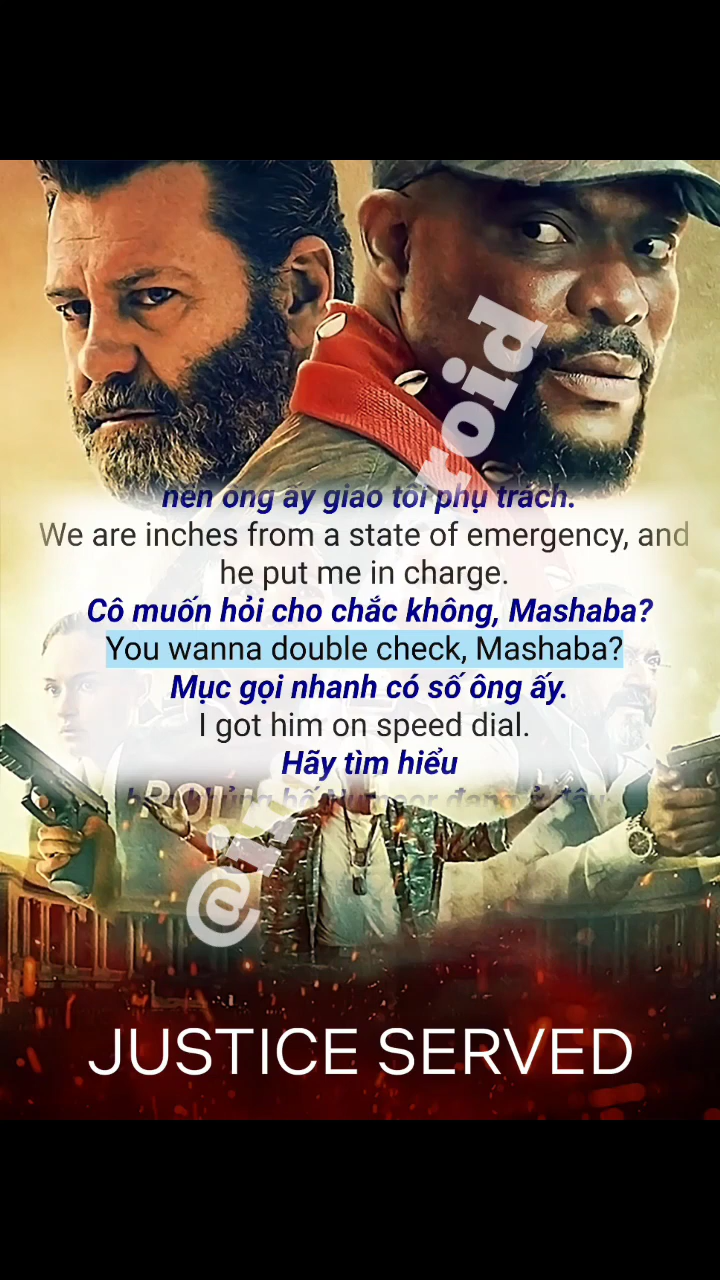 nên ông ấy giao tôi phụ trách.
We are inches from a state of emergency, and
he put me in charge.
Cô muốn hỏi cho chắc không, Mashaba?
You wanna double check, Mashaba?
Mục gọi nhanh có số ông ấy.
I got him on speed dial.
Hãy tìm hiểu
JUSTICE SERVED